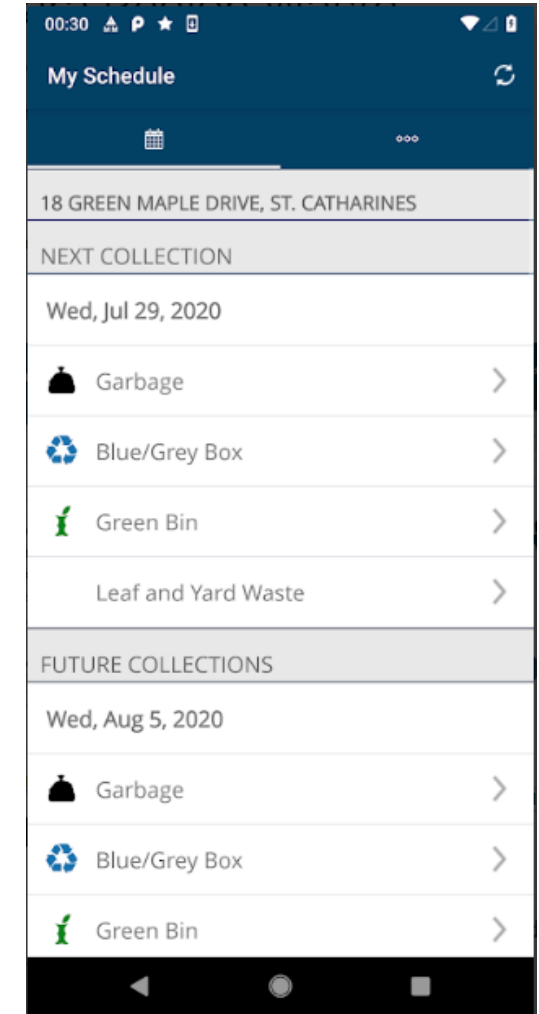 00:30
My Schedule
18 GREEN MAPLE DRIVE, ST. CATHARINES
NEXT COLLECTION
Wed, Jul 29, 2020
Garbage
Blue/Grey Box
Green Bin
Leaf and Yard Waste
FUTURE COLLECTIONS
Wed, Aug 5, 2020
Garbage
Blue/Grey Box
Green Bin